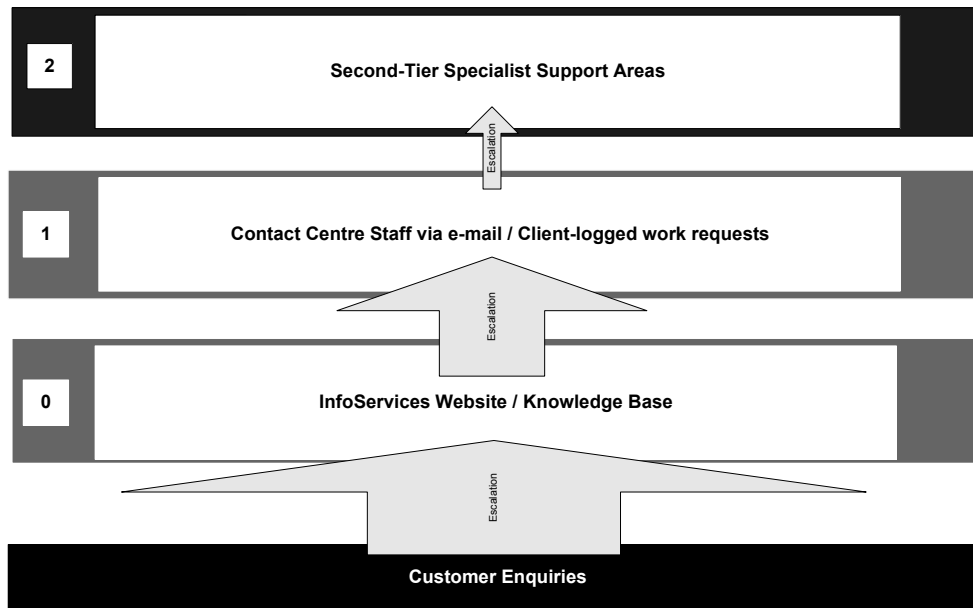 2
Second-Tier Specialist Support Areas
Escalation
1
Contact Centre Staff via e-mail / Client-logged work requests
Escalation
0
InfoServices Website / Knowledge Base
Escalation
Customer Enquiries